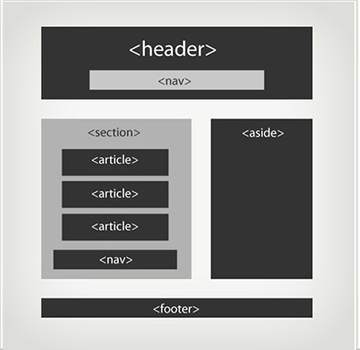 <header>
<nav>
<section>
<article>
<article>
<article>
<nav>
<aside>
<footer>